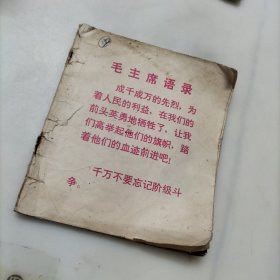 毛主席语录
成千成万的先烈，为
着人民的利益，在我们的
前头英勇地牺牲了，让我
们高举起他们的旗帜，踏
着他们的血迹前进吧！
千万不要忘记阶级斗
争。